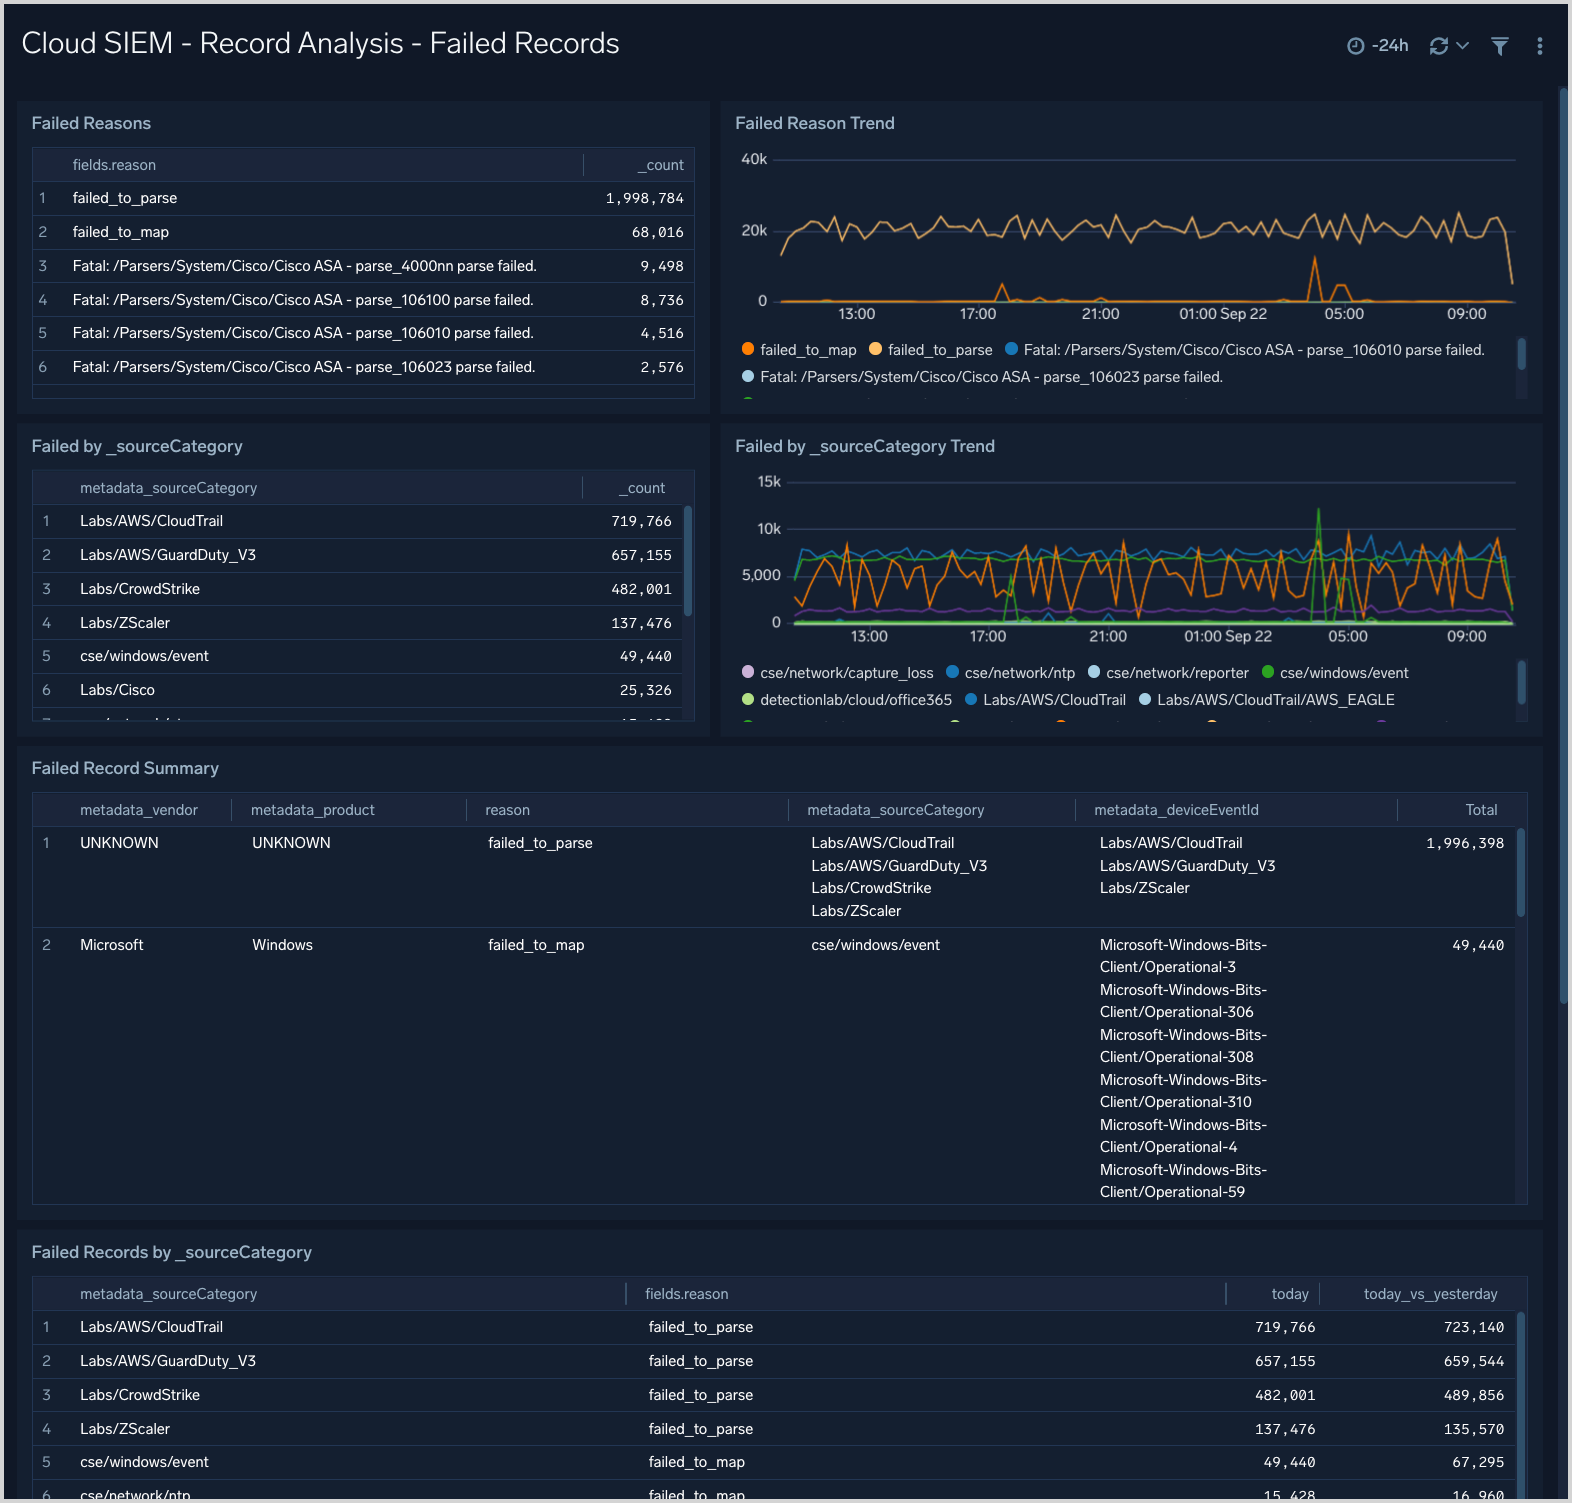 Cloud SIEM - Record Analysis - Failed Records
-24h
Failed Reasons
fields.reason _count
1 failed_to_parse 1,998,784
2 failed_to_map 68,016
3 Fatal: /Parsers/System/Cisco/Cisco ASA - parse_4000nn parse failed. 9,498
4 Fatal: /Parsers/System/Cisco/Cisco ASA - parse_106100 parse failed. 8,736
5 Fatal: /Parsers/System/Cisco/Cisco ASA - parse_106010 parse failed. 4,516
6 Fatal: /Parsers/System/Cisco/Cisco ASA - parse_106023 parse failed. 2,576
Failed Reason Trend
40k
20k
0
13:00 17:00 21:00 01:00 Sep 22 05:00 09:00
failed_to_map failed_to_parse Fatal: /Parsers/System/Cisco/Cisco ASA - parse_106010 parse failed.
Fatal: /Parsers/System/Cisco/Cisco ASA - parse_106023 parse failed.
Failed by _sourceCategory
metadata_sourceCategory _count
1 Labs/AWS/CloudTrail 719,766
2 Labs/AWS/GuardDuty_V3 657,155
3 Labs/CrowdStrike 482,001
4 Labs/ZScaler 137,476
5 cse/windows/event 49,440
6 Labs/Cisco 25,326
Failed by _sourceCategory Trend
15k
10k
5,000
0
13:00 17:00 21:00 01:00 Sep 22 05:00 09:00
cse/network/capture_loss cse/network/ntp cse/network/reporter cse/windows/event
detectionlab/cloud/office365 Labs/AWS/CloudTrail Labs/AWS/CloudTrail/AWS_EAGLE
Failed Record Summary
metadata_vendor metadata_product reason metadata_sourceCategory metadata_deviceEventId Total
1 UNKNOWN UNKNOWN failed_to_parse Labs/AWS/CloudTrail Labs/AWS/CloudTrail 1,996,398
Labs/AWS/GuardDuty_V3 Labs/AWS/GuardDuty_V3
Labs/CrowdStrike Labs/ZScaler
Labs/ZScaler
2 Microsoft Windows failed_to_map cse/windows/event Microsoft-Windows-Bits- 49,440
Client/Operational-3
Microsoft-Windows-Bits-
Client/Operational-306
Microsoft-Windows-Bits-
Client/Operational-308
Microsoft-Windows-Bits-
Client/Operational-310
Microsoft-Windows-Bits-
Client/Operational-4
Microsoft-Windows-Bits-
Client/Operational-59
Failed Records by _sourceCategory
metadata_sourceCategory fields.reason today today_vs_yesterday
1 Labs/AWS/CloudTrail failed_to_parse 719,766 723,140
2 Labs/AWS/GuardDuty_V3 failed_to_parse 657,155 659,544
3 Labs/CrowdStrike failed_to_parse 482,001 489,856
4 Labs/ZScaler failed_to_parse 137,476 135,570
5 cse/windows/event failed_to_map 49,440 67,295
6 cse/network/ntp failed_to_map 15,428 16,960